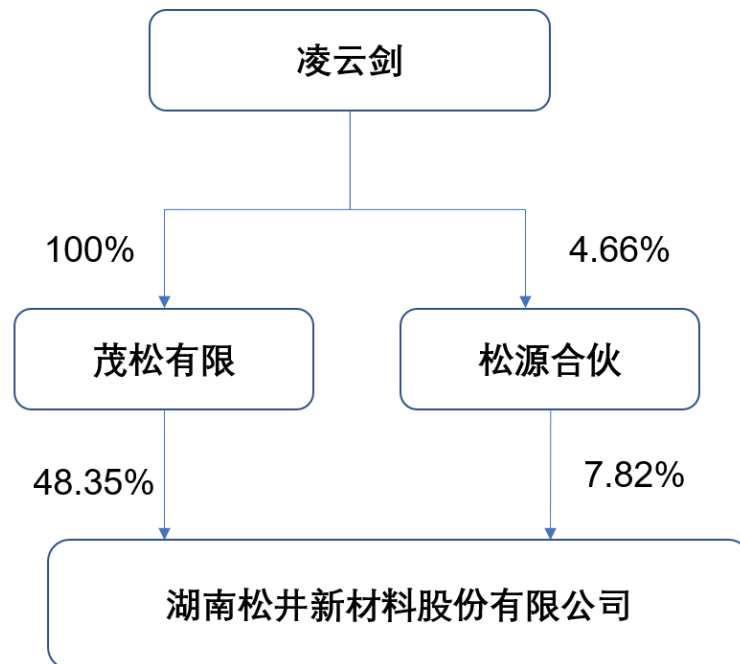 凌云剑
100%
4.66%
茂松有限
松源合伙
48.35%
7.82%
湖南松井新材料股份有限公司